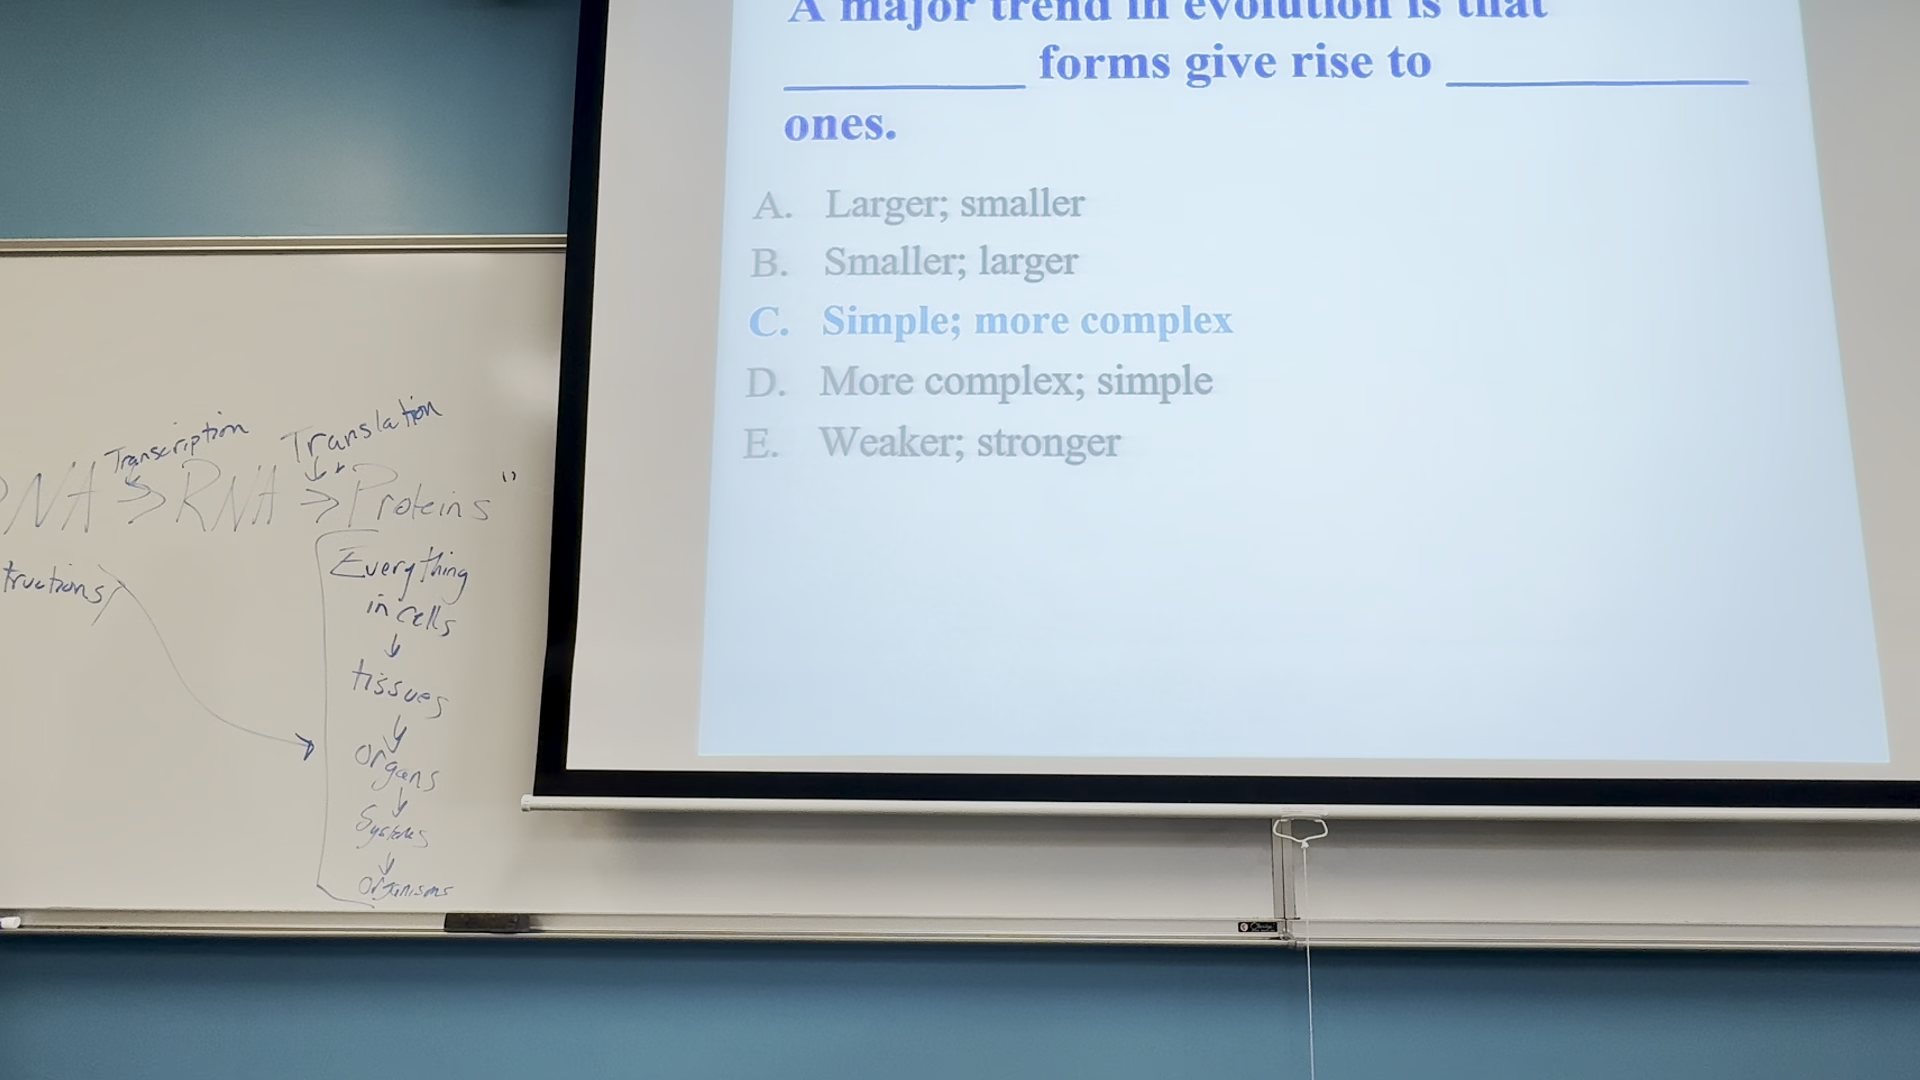 A major trend in evolution is that
__________ forms give rise to ____________
ones.
A. Larger; smaller
B. Smaller; larger
C. Simple; more complex
D. More complex; simple
E. Weaker; stronger
Transcription Translation
NA → RNA → Proteins"
tructions)
Everything
in cells
↓
tissues
↓
organs
↓
Systems
↓
organisms